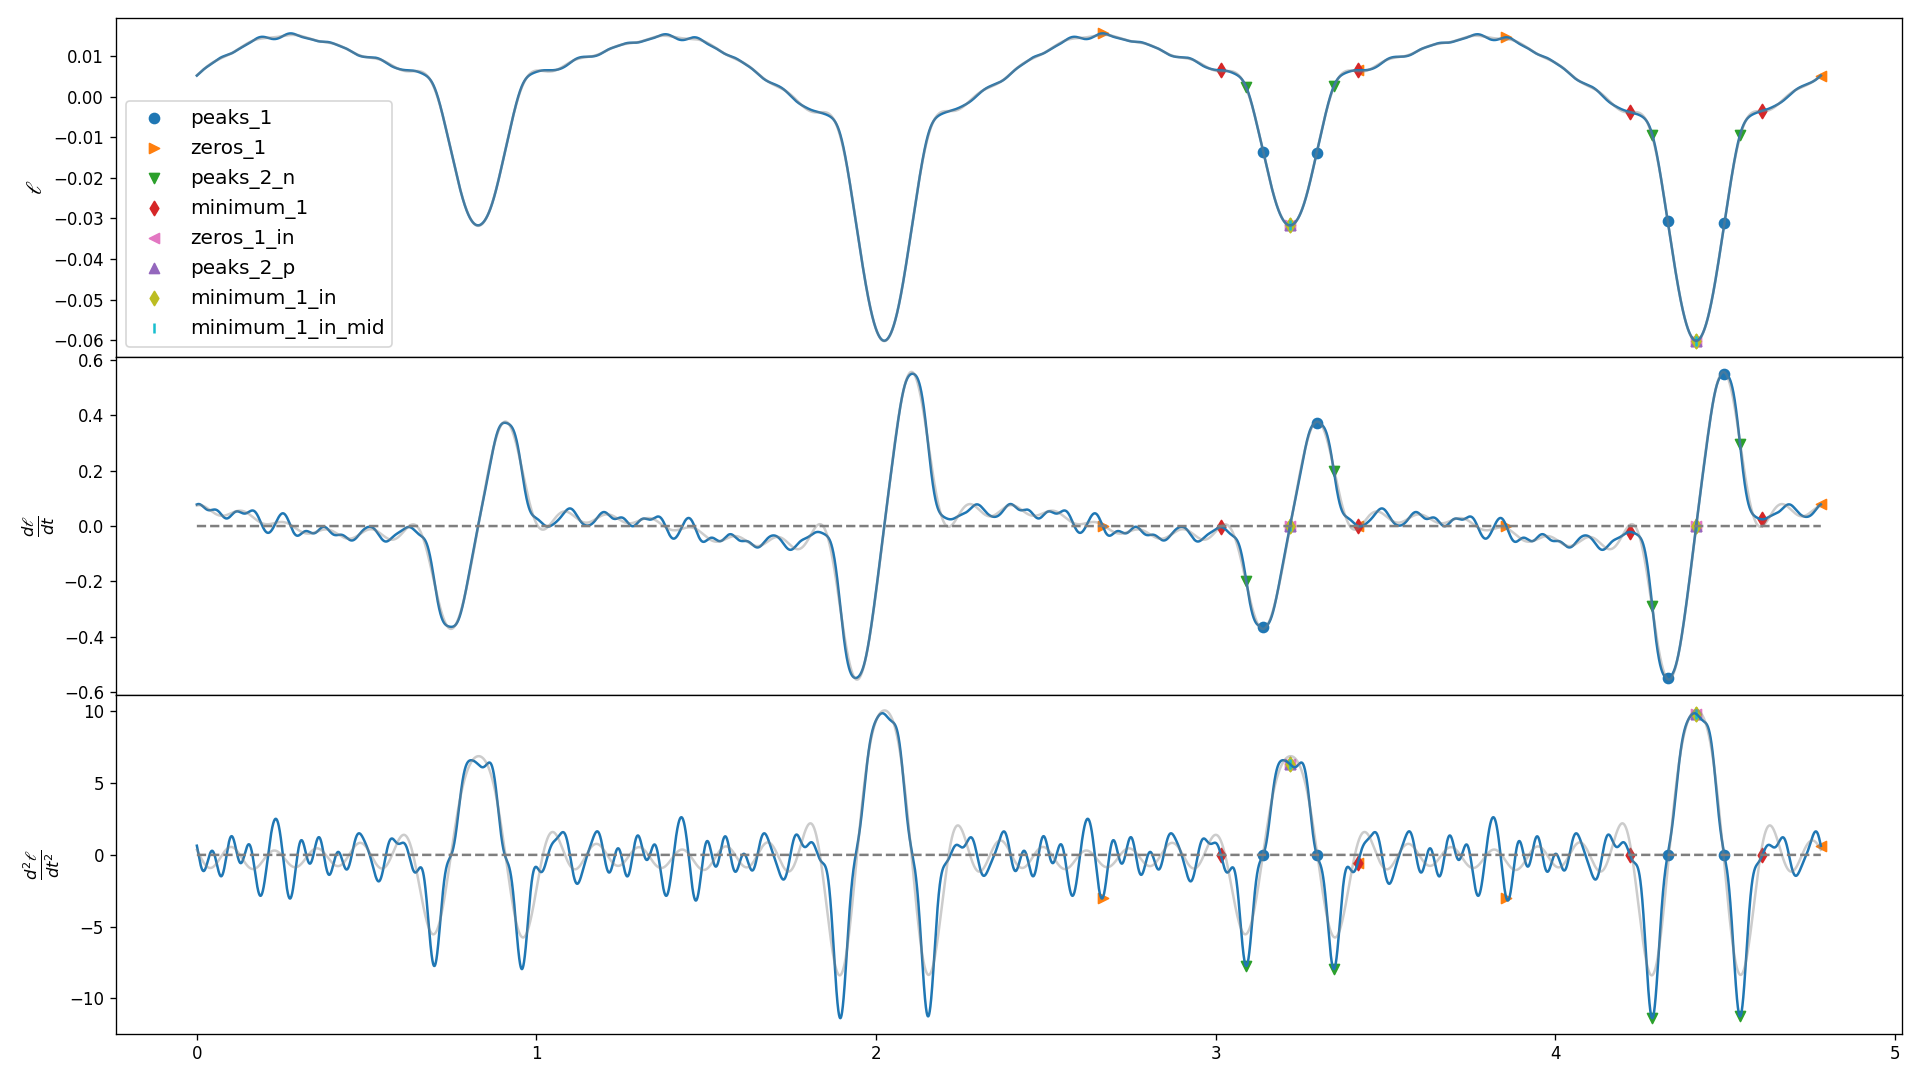 0.01
0.00
−0.01
−0.02
−0.03
−0.04
−0.05
−0.06
ℓ
peaks_1
zeros_1
peaks_2_n
minimum_1
zeros_1_in
peaks_2_p
minimum_1_in
minimum_1_in_mid
0.6
0.4
0.2
0.0
−0.2
−0.4
−0.6
dℓ
dt
10
5
0
−5
−10
d²ℓ
dt²
0 1 2 3 4 5